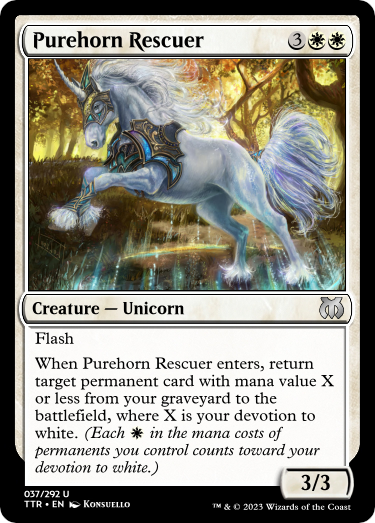 Purehorn Rescuer 3
Creature — Unicorn
Flash
When Purehorn Rescuer enters, return
target permanent card with mana value X
or less from your graveyard to the
battlefield, where X is your devotion to
white. (Each in the mana costs of
permanents you control counts toward your
devotion to white.)
3/3
037/292 U
TTR • EN Konsuello
™ & © 2023 Wizards of the Coast